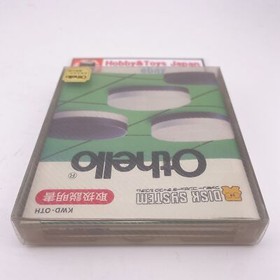 Hobby&Toys Japan
DISK SYSTEM
KWD-OTH
取扱説明書
Othello®